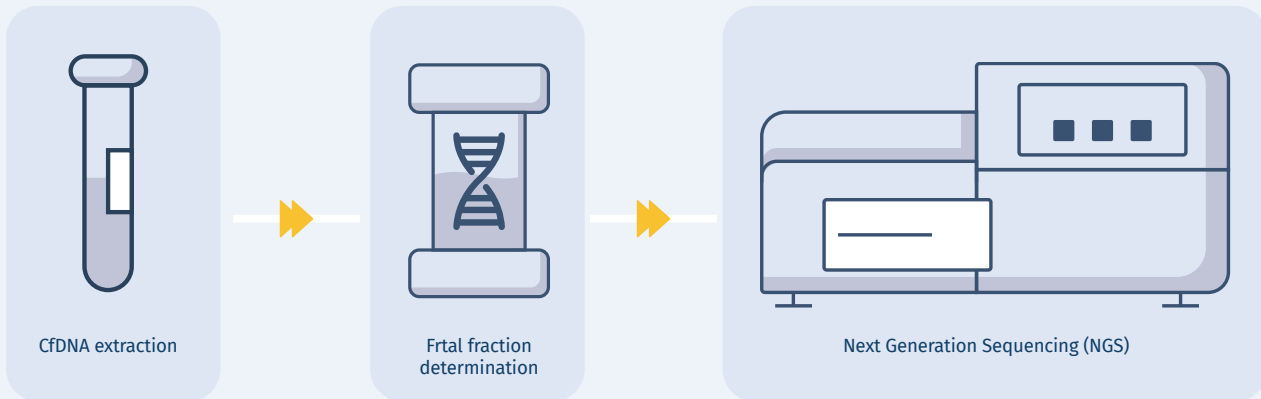 CfDNA extraction
Frtal fraction
determination
Next Generation Sequencing (NGS)